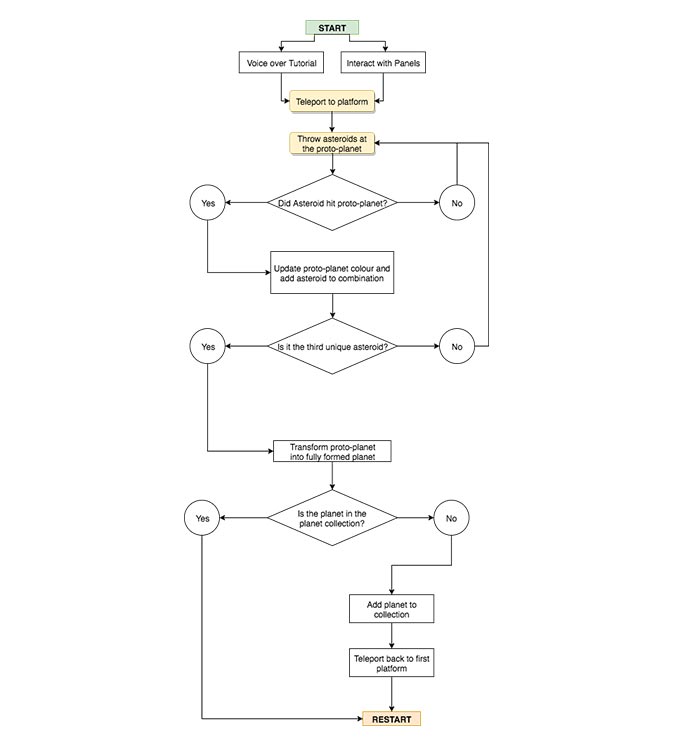 START
Voice over Tutorial
Interact with Panels
Teleport to platform
Throw asteroids at
the proto-planet
Yes
Did Asteroid hit proto-planet?
No
Update proto-planet colour and
add asteroid to combination
Yes
Is it the third unique asteroid?
No
Transform proto-planet
into fully formed planet
Yes
Is the planet in the
planet collection?
No
Add planet to
collection
Teleport back to first
platform
RESTART